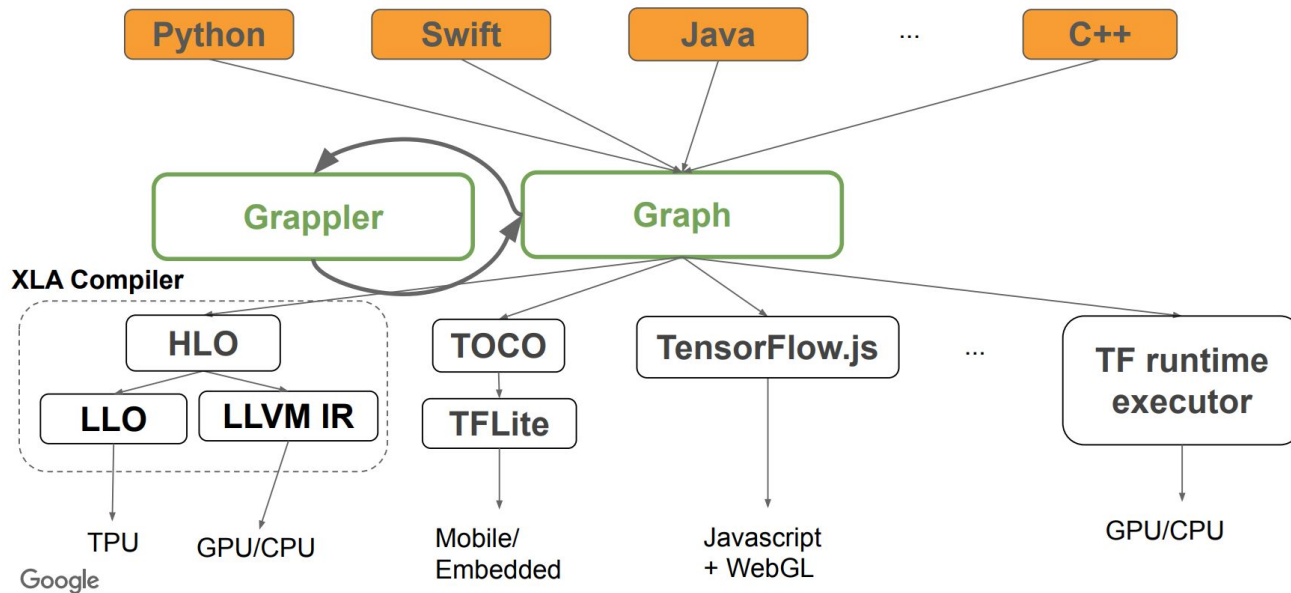 Python
Swift
Java
...
C++
Grappler
Graph
XLA Compiler
HLO
TOCO
TensorFlow.js
...
TF runtime
executor
LLO
LLVM IR
TFLite
TPU
GPU/CPU
Mobile/
Embedded
Javascript
+ WebGL
GPU/CPU
Google